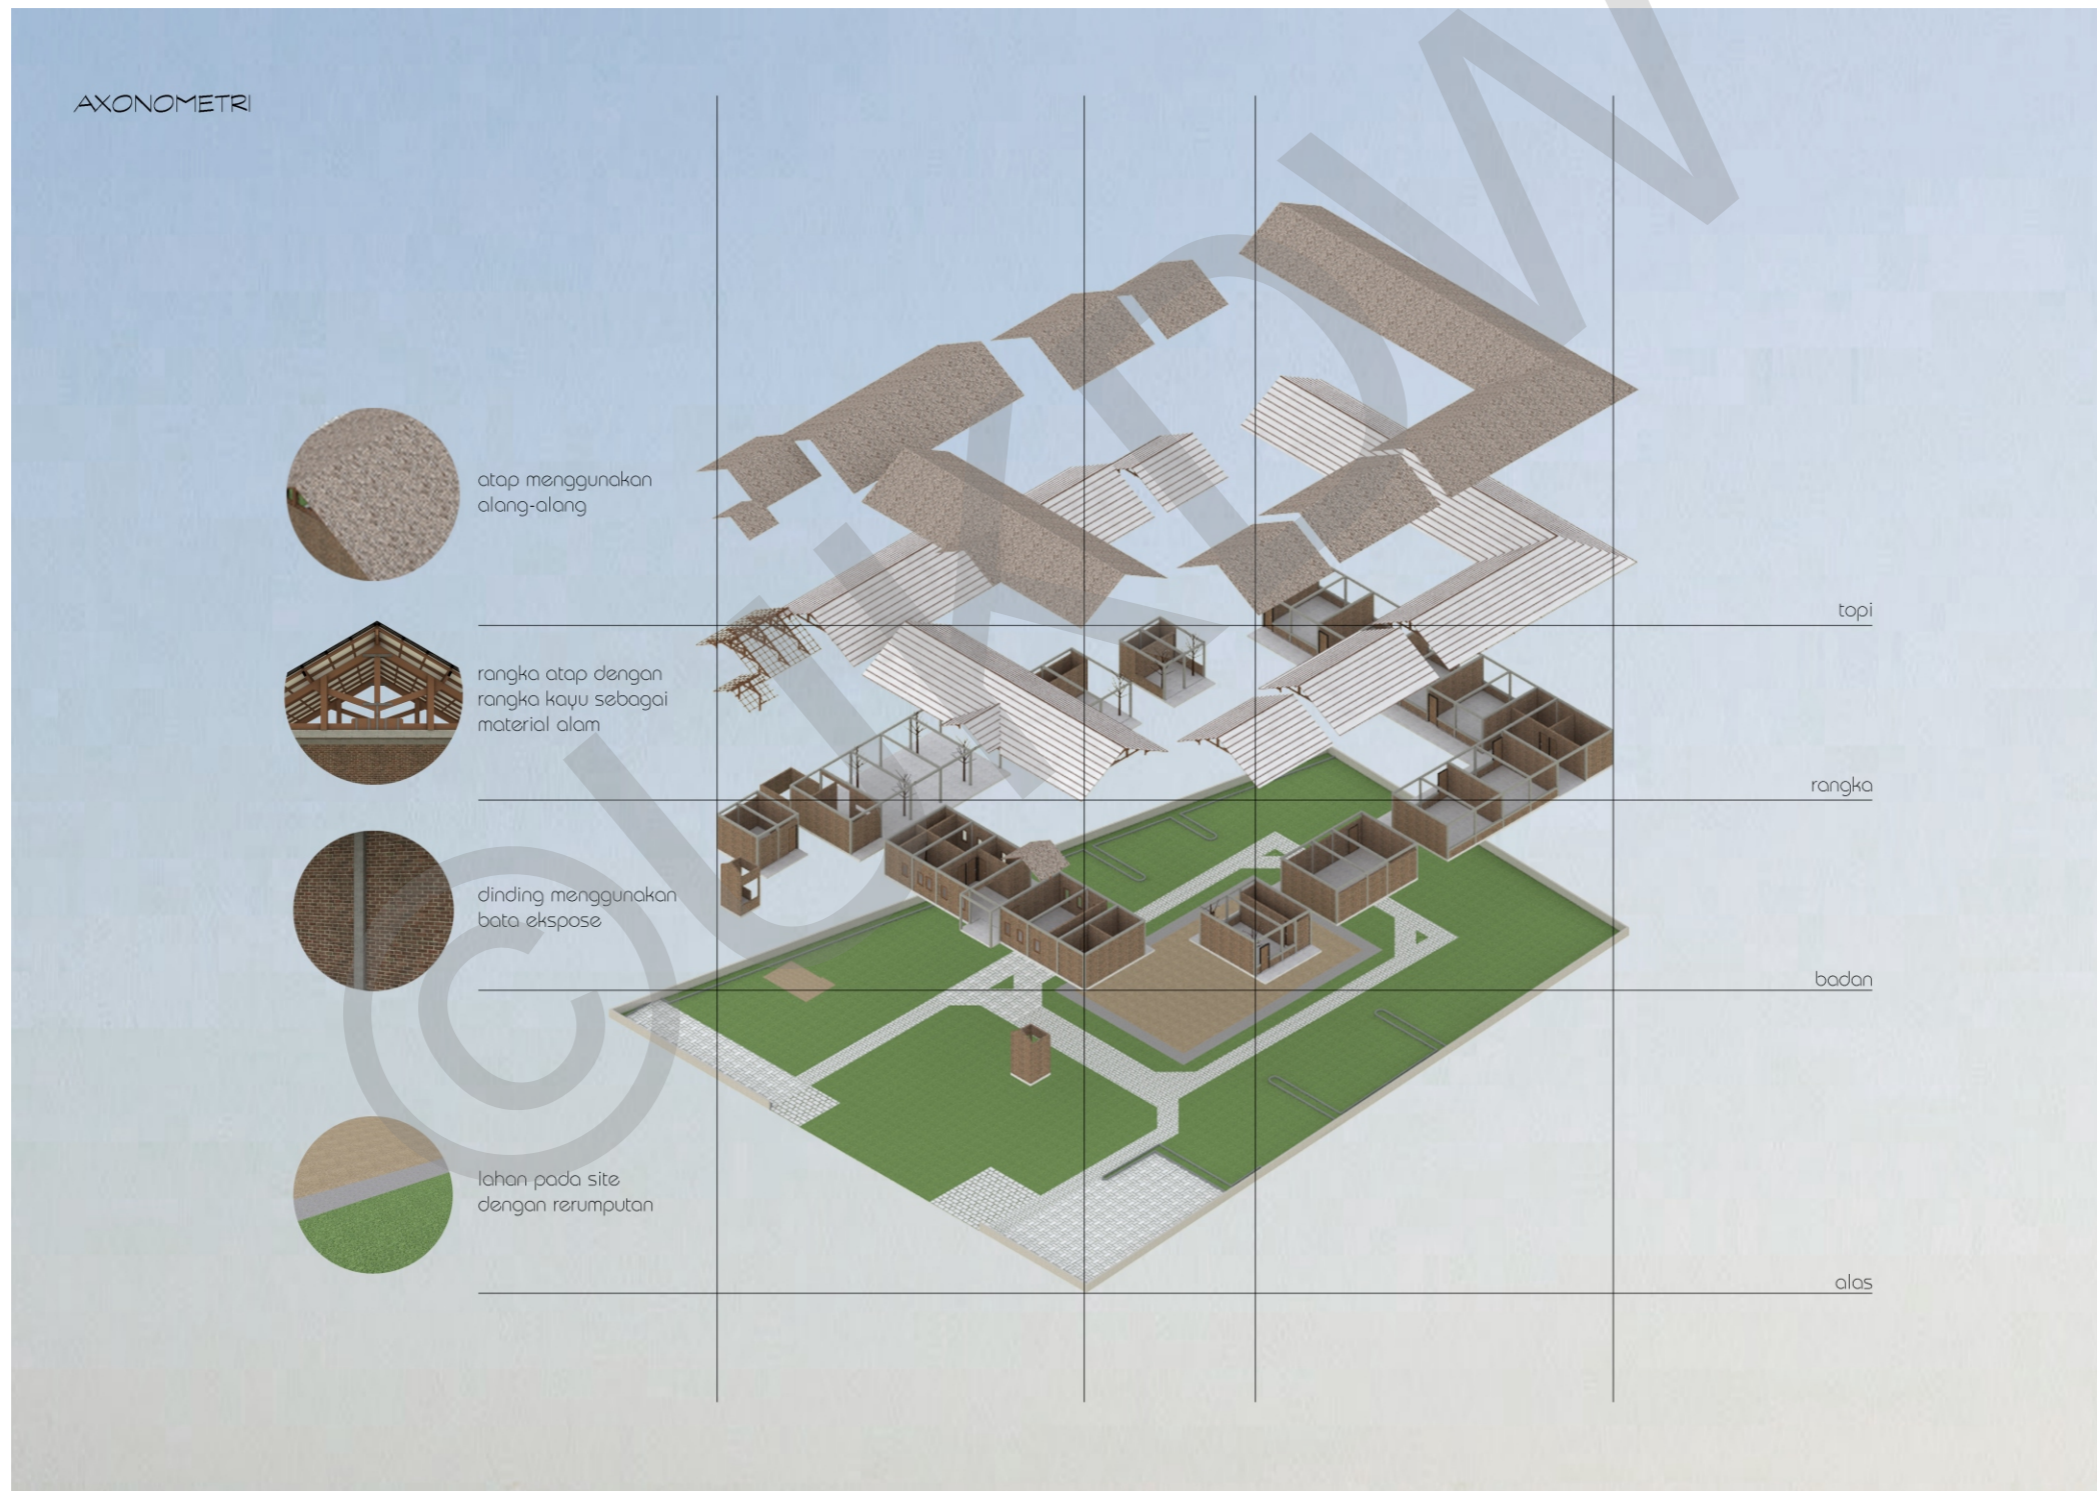 AXONOMETRI
atap menggunakan
alang-alang
topi
rangka atap dengan
rangka kayu sebagai
material alam
rangka
dinding menggunakan
bata ekspose
badan
lahan pada site
dengan rerumputan
alas
©UKDW